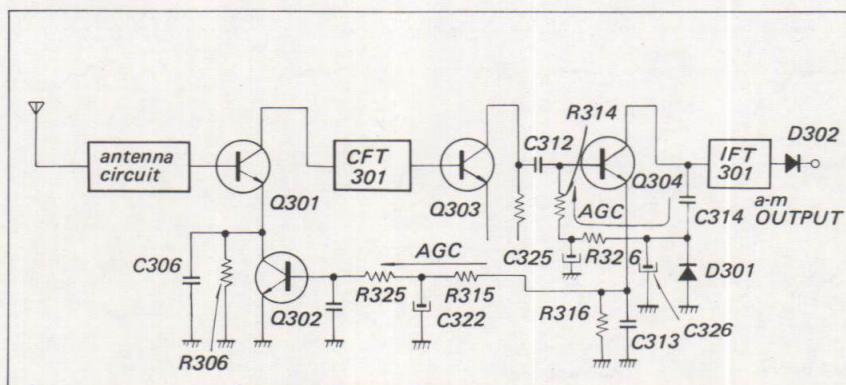 R314
D302
C312
antenna
circuit
CFT
301
IFT
301
Q304
Q301
Q303
a-m
OUTPUT
C314
AGC
AGC
C306
C325
R32 6
D301
R325
R315
Q302
C322
R316
C313
C326
R306